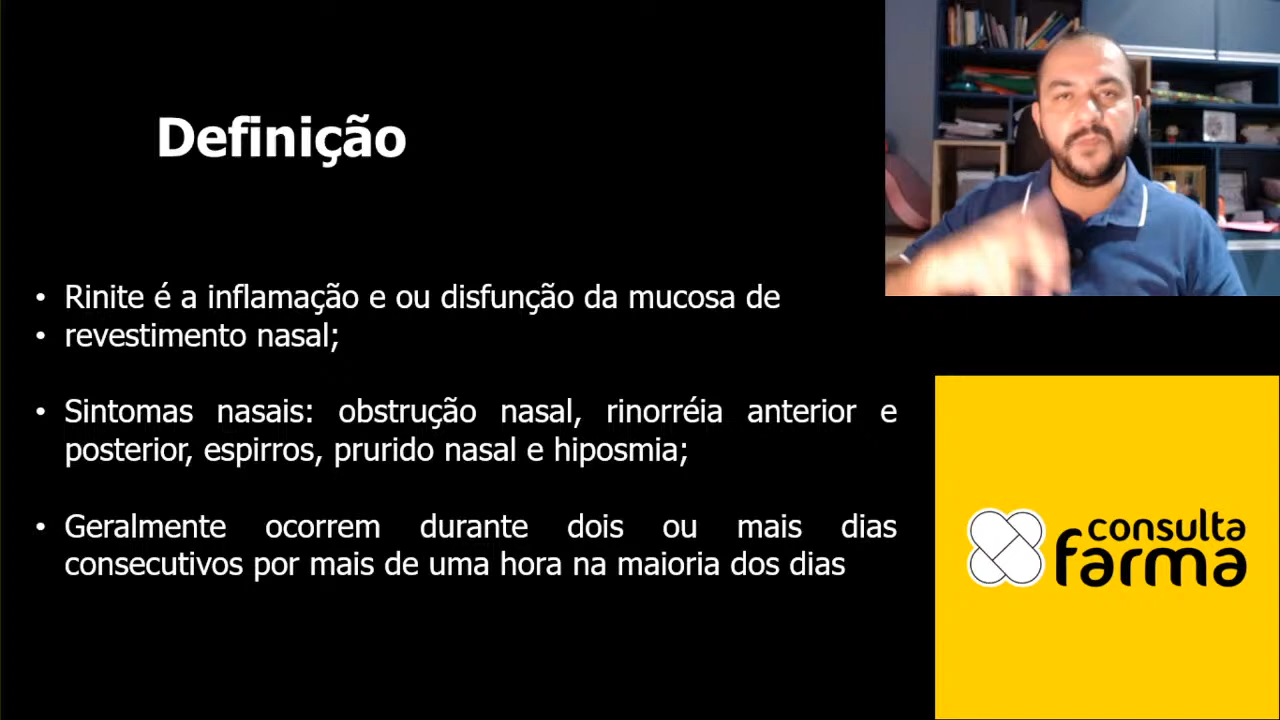 Definição
• Rinite é a inflamação e ou disfunção da mucosa de
• revestimento nasal;
• Sintomas nasais: obstrução nasal, rinorréia anterior e
posterior, espirros, prurido nasal e hiposmia;
• Geralmente ocorrem durante dois ou mais dias
consecutivos por mais de uma hora na maioria dos dias
consulta
farma